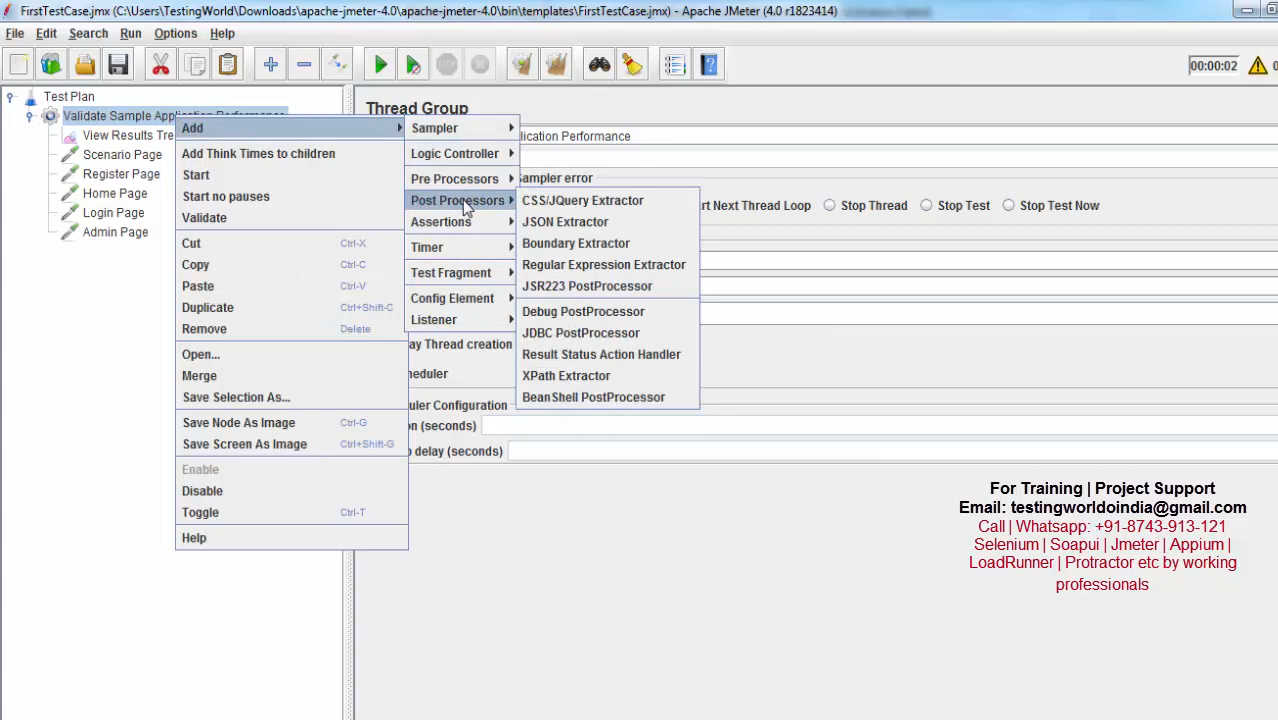 FirstTestCase.jmx (C:\Users\TestingWorld\Downloads\apache-jmeter-4.0\apache-jmeter-4.0\bin\templates\FirstTestCase.jmx) - Apache JMeter (4.0 r1823414)
File Edit Search Run Options Help
00:00:02
Test Plan
Validate Sample Application Performance
View Results Tre
Scenario Page
Register Page
Home Page
Login Page
Admin Page
Add
Add Think Times to children
Start
Start no pauses
Validate
Cut Ctrl-X
Copy Ctrl-C
Paste Ctrl-V
Duplicate Ctrl+Shift-C
Remove Delete
Open...
Merge
Save Selection As...
Save Node As Image Ctrl-G
Save Screen As Image Ctrl+Shift-G
Enable
Disable
Toggle Ctrl-T
Help
Sampler
Logic Controller
Pre Processors
Post Processors
Assertions
Timer
Test Fragment
Config Element
Listener
CSS/JQuery Extractor
JSON Extractor
Boundary Extractor
Regular Expression Extractor
JSR223 PostProcessor
Debug PostProcessor
JDBC PostProcessor
Result Status Action Handler
XPath Extractor
BeanShell PostProcessor
Thread Group
plication Performance
Sampler error
rt Next Thread Loop Stop Thread Stop Test Stop Test Now
ay Thread creation
heduler
uler Configuration
on (seconds)
p delay (seconds)
For Training | Project Support
Email: testingworldoindia@gmail.com
Call | Whatsapp: +91-8743-913-121
Selenium | Soapui | Jmeter | Appium |
LoadRunner | Protractor etc by working
professionals